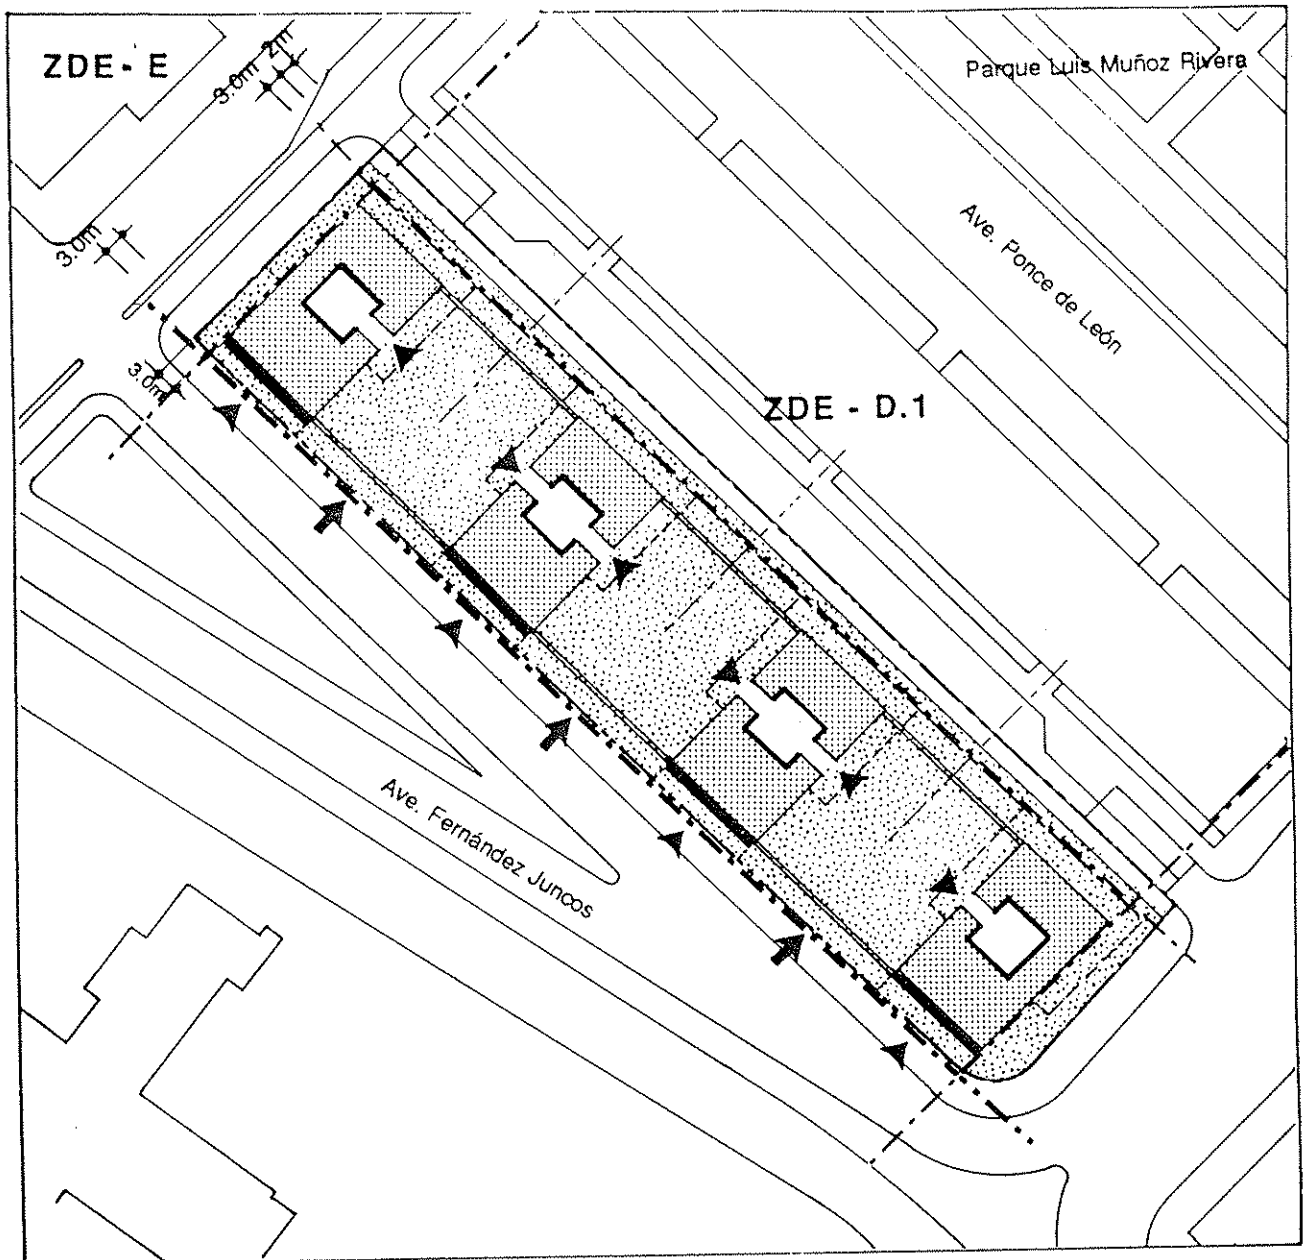 ZDE - E
2m
3.0m
Parque Luis Muñoz Rivera
3.0m
Ave. Ponce de León
3.0m
ZDE - D.1
Ave. Fernández Juncos